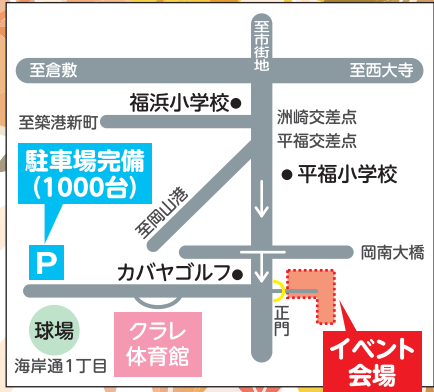 至市街地
至倉敷
至西大寺
福浜小学校
洲崎交差点
至築港新町
平福交差点
駐車場完備
(1000台)
平福小学校
至岡山港
P
岡南大橋
カバヤゴルフ
正門
球場
クラレ
体育館
イベント
会場
海岸通1丁目